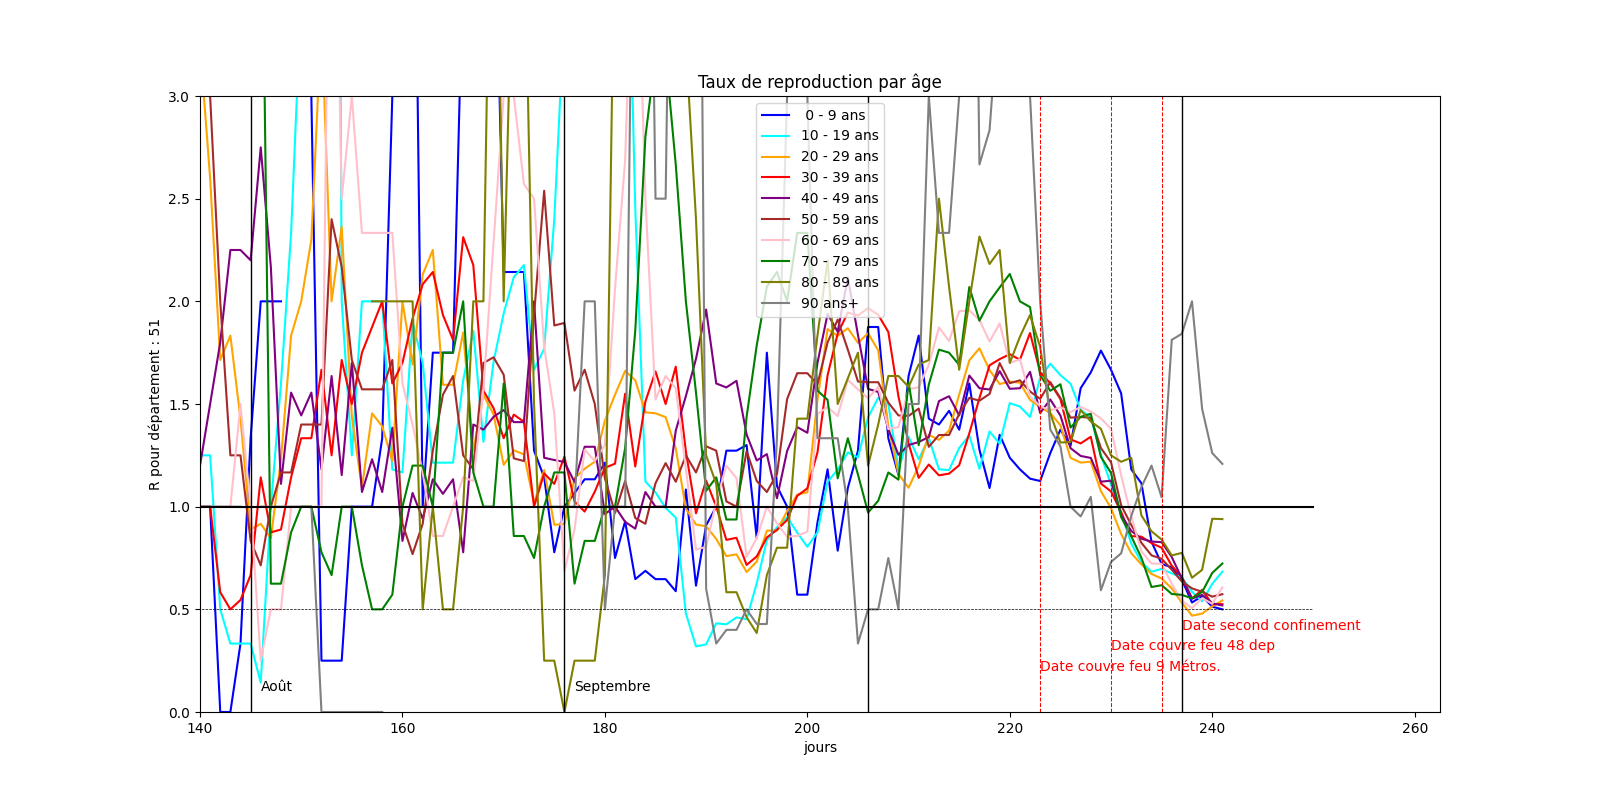 Taux de reproduction par âge
R pour département : 51
3.0
2.5
2.0
1.5
1.0
0.5
0.0
0 - 9 ans
10 - 19 ans
20 - 29 ans
30 - 39 ans
40 - 49 ans
50 - 59 ans
60 - 69 ans
70 - 79 ans
80 - 89 ans
90 ans+
Date second confinement
Date couvre feu 48 dep
Date couvre feu 9 Métros.
Août
Septembre
140
160
180
200
220
240
260
jours